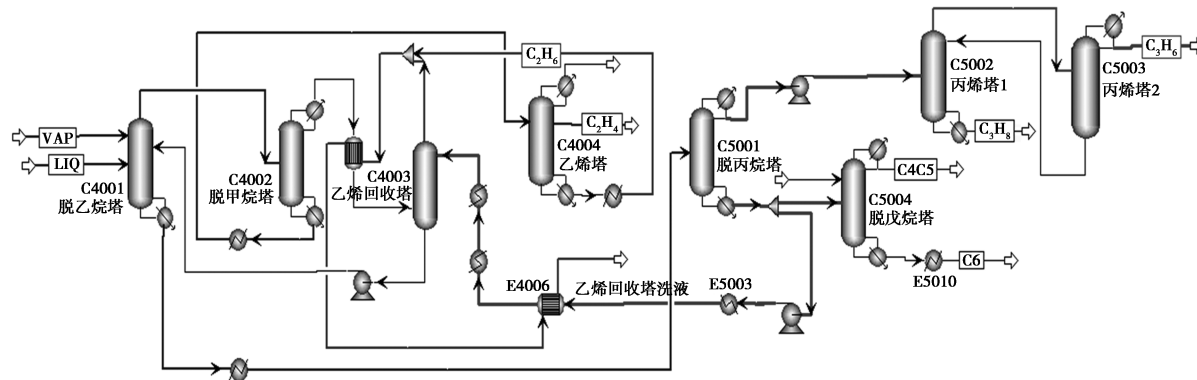 VAP
LIQ
C4001
脱乙烷塔
C4002
脱甲烷塔
C4003
乙烯回收塔
C₂H₆
C₂H₄
C4004
乙烯塔
E4006
乙烯回收塔洗液
E5003
C5001
脱丙烷塔
C5002
丙烯塔1
C₃H₈
C5003
丙烯塔2
C₃H₆
C4C5
C5004
脱戊烷塔
C6
E5010